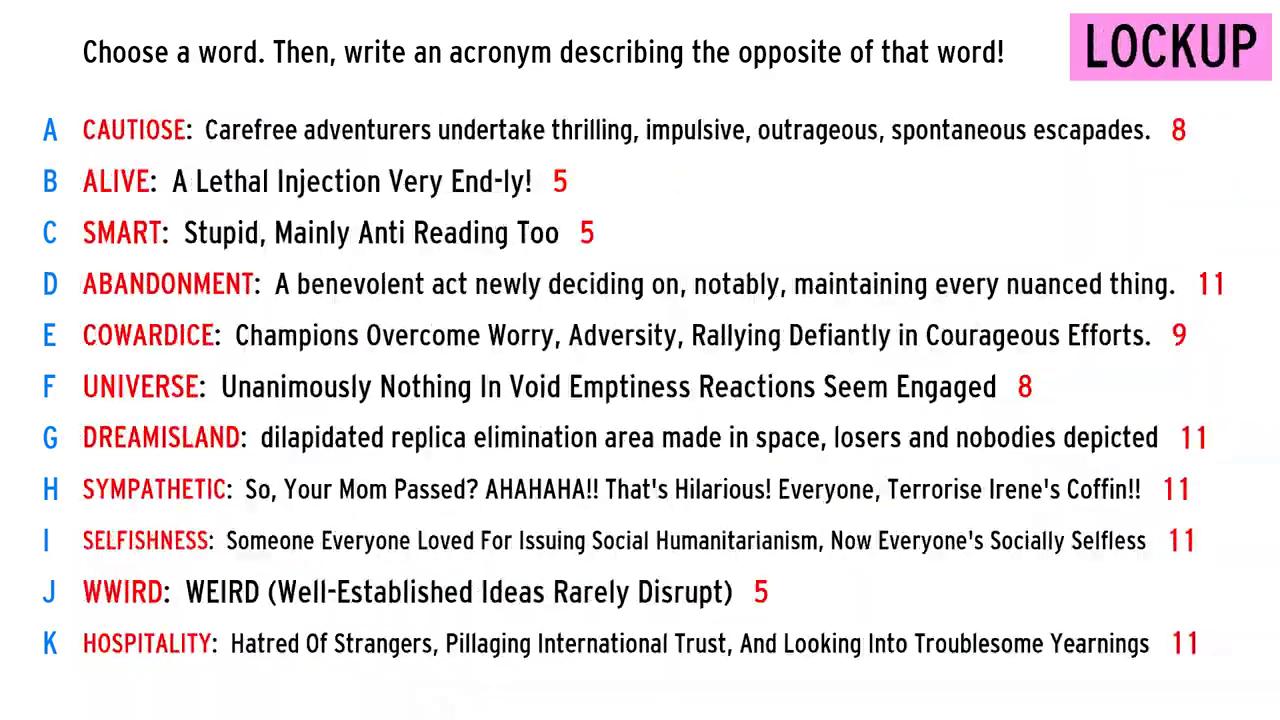 Choose a word. Then, write an acronym describing the opposite of that word!
LOCKUP
A CAUTIOSE: Carefree adventurers undertake thrilling, impulsive, outrageous, spontaneous escapades. 8
B ALIVE: A Lethal Injection Very End-ly! 5
C SMART: Stupid, Mainly Anti Reading Too 5
D ABANDONMENT: A benevolent act newly deciding on, notably, maintaining every nuanced thing. 11
E COWARDICE: Champions Overcome Worry, Adversity, Rallying Defiantly in Courageous Efforts. 9
F UNIVERSE: Unanimously Nothing In Void Emptiness Reactions Seem Engaged 8
G DREAMISLAND: dilapidated replica elimination area made in space, losers and nobodies depicted 11
H SYMPATHETIC: So, Your Mom Passed? AHAHAHA!! That's Hilarious! Everyone, Terrorise Irene's Coffin!! 11
I SELFISHNESS: Someone Everyone Loved For Issuing Social Humanitarianism, Now Everyone's Socially Selfless 11
J WWIRD: WEIRD (Well-Established Ideas Rarely Disrupt) 5
K HOSPITALITY: Hatred Of Strangers, Pillaging International Trust, And Looking Into Troublesome Yearnings 11